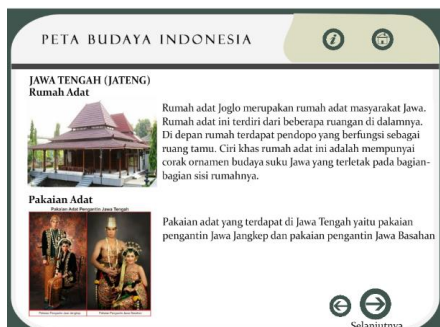 PETA BUDAYA INDONESIA
JAWA TENGAH (JATENG)
Rumah Adat
Rumah adat Joglo merupakan rumah adat masyarakat Jawa.
Rumah adat ini terdiri dari beberapa ruangan di dalamnya.
Di depan rumah terdapat pendopo yang berfungsi sebagai
ruang tamu. Ciri khas rumah adat ini adalah mempunyai
corak ornamen budaya suku Jawa yang terletak pada bagian-
bagian sisi rumahnya.
Pakaian Adat
Pakaian Adat Pengantin Jawa Tengah
Pakaian adat yang terdapat di Jawa Tengah yaitu pakaian
pengantin Jawa Jangkep dan pakaian pengantin Jawa Basahan
Selanjutnya